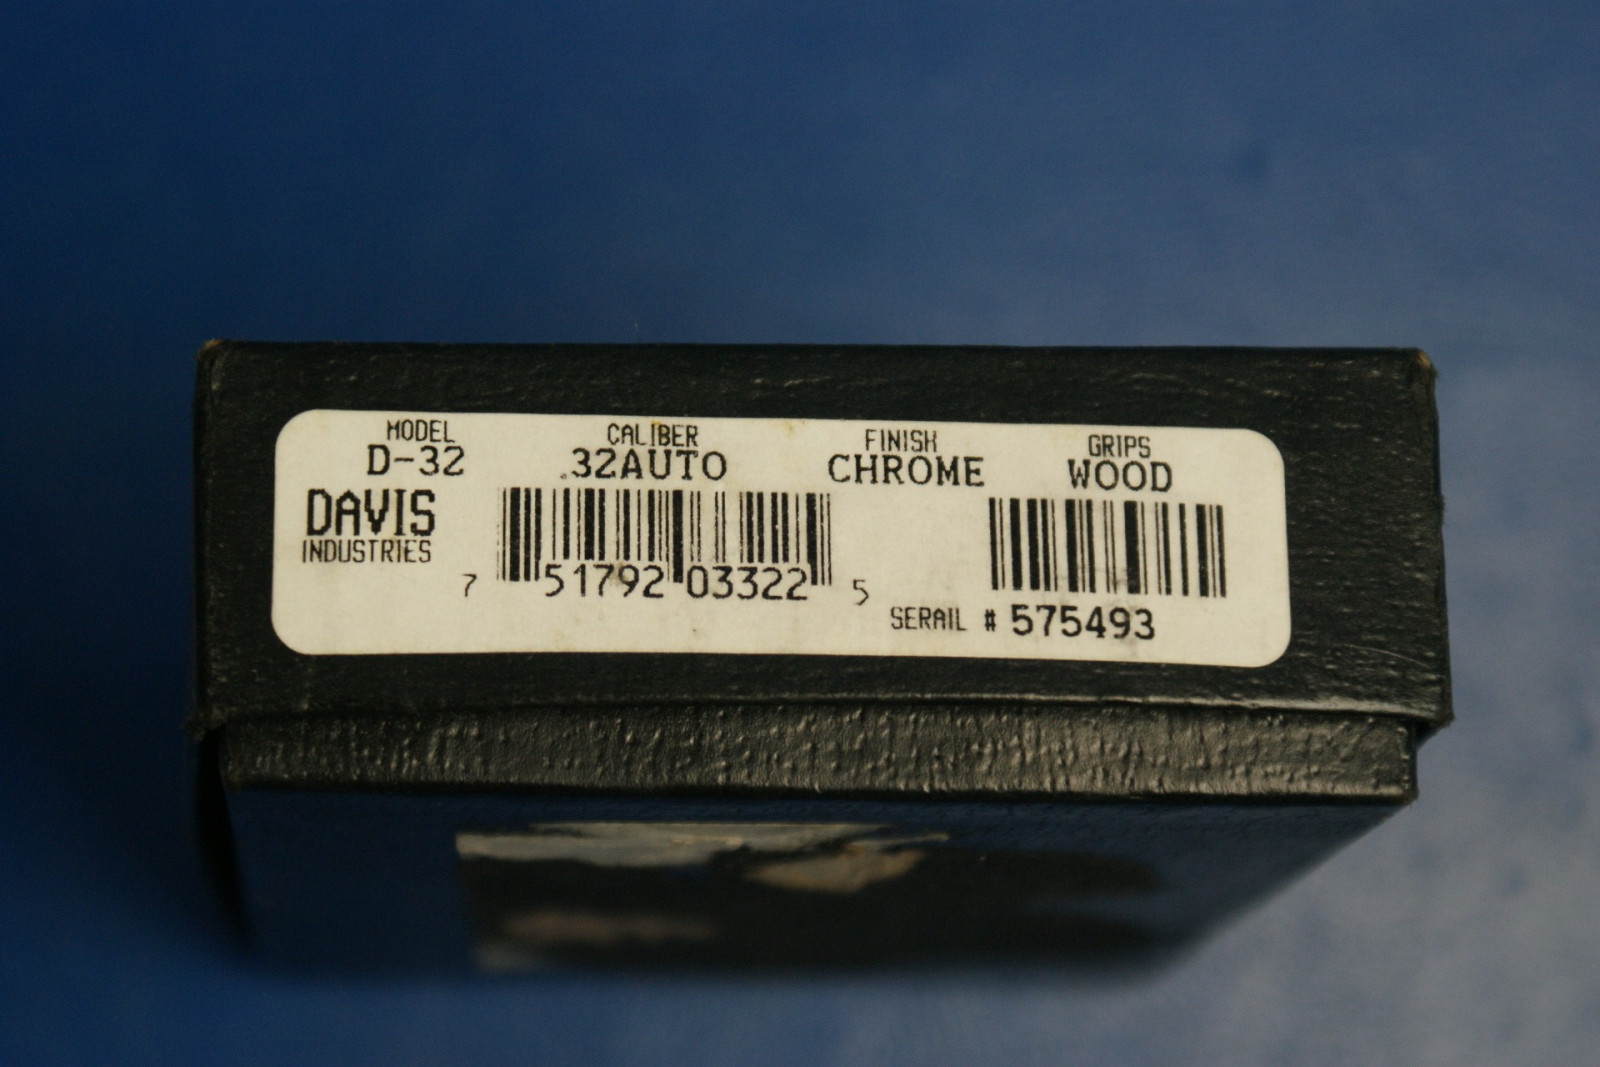 MODEL CALIBER FINISH GRIPS
D-32 .32AUTO CHROME WOOD
DAVIS
INDUSTRIES
7 51792 03322 5
SERAIL # 575493